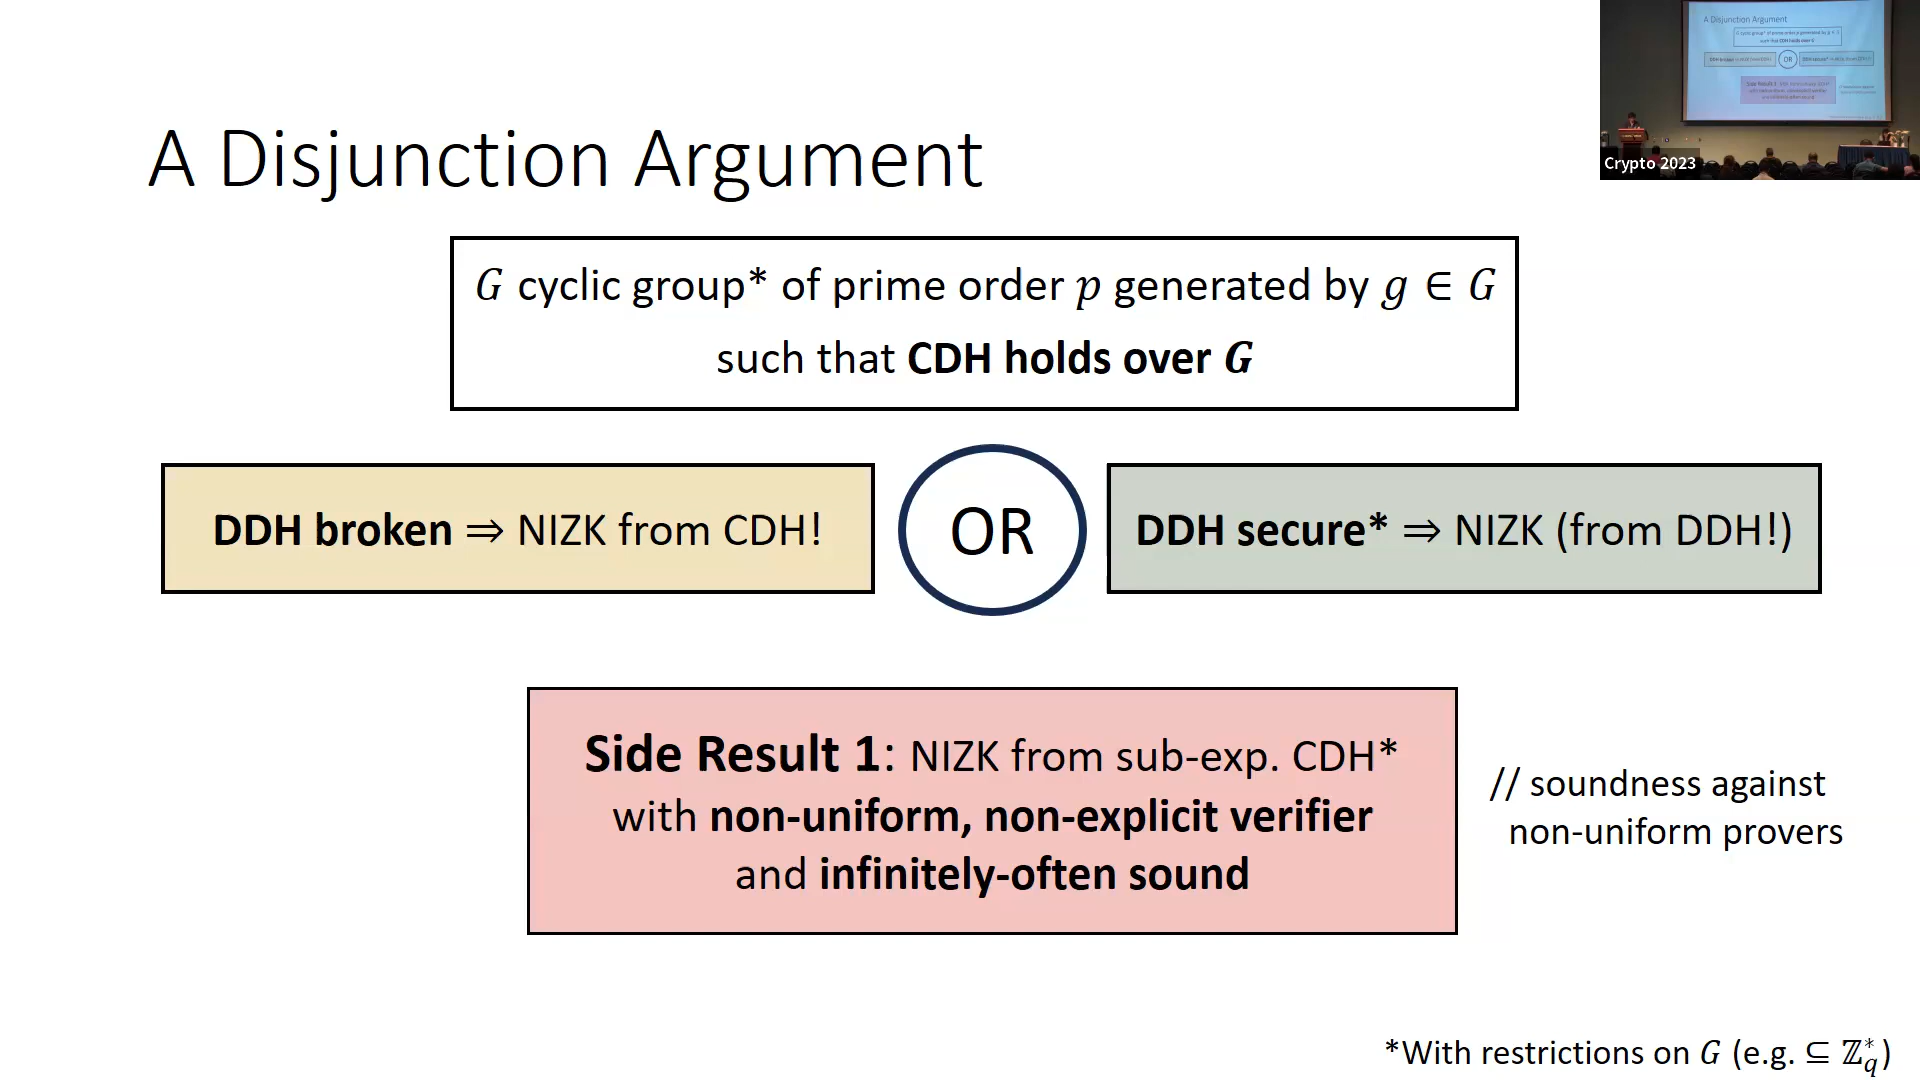 A Disjunction Argument
G cyclic group* of prime order p generated by g ∈ G
such that CDH holds over G
DDH broken ⇒ NIZK from CDH!
OR
DDH secure* ⇒ NIZK (from DDH!)
Side Result 1: NIZK from sub-exp. CDH*
with non-uniform, non-explicit verifier
and infinitely-often sound
// soundness against
non-uniform provers
*With restrictions on G (e.g. ⊆ ℤ*q)
Crypto 2023
A Disjunction Argument